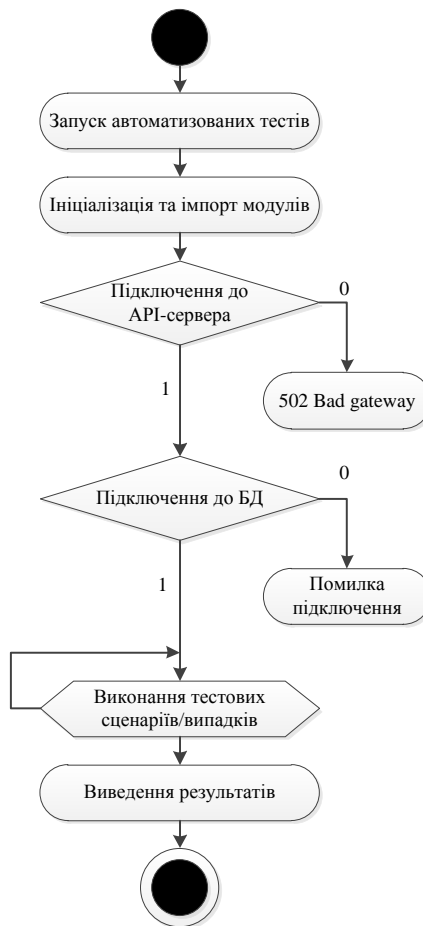 Запуск автоматизованих тестів
Ініціалізація та імпорт модулів
Підключення до
API-сервера
0
1
502 Bad gateway
0
Підключення до БД
1
Помилка
підключення
Виконання тестових
сценаріїв/випадків
Виведення результатів